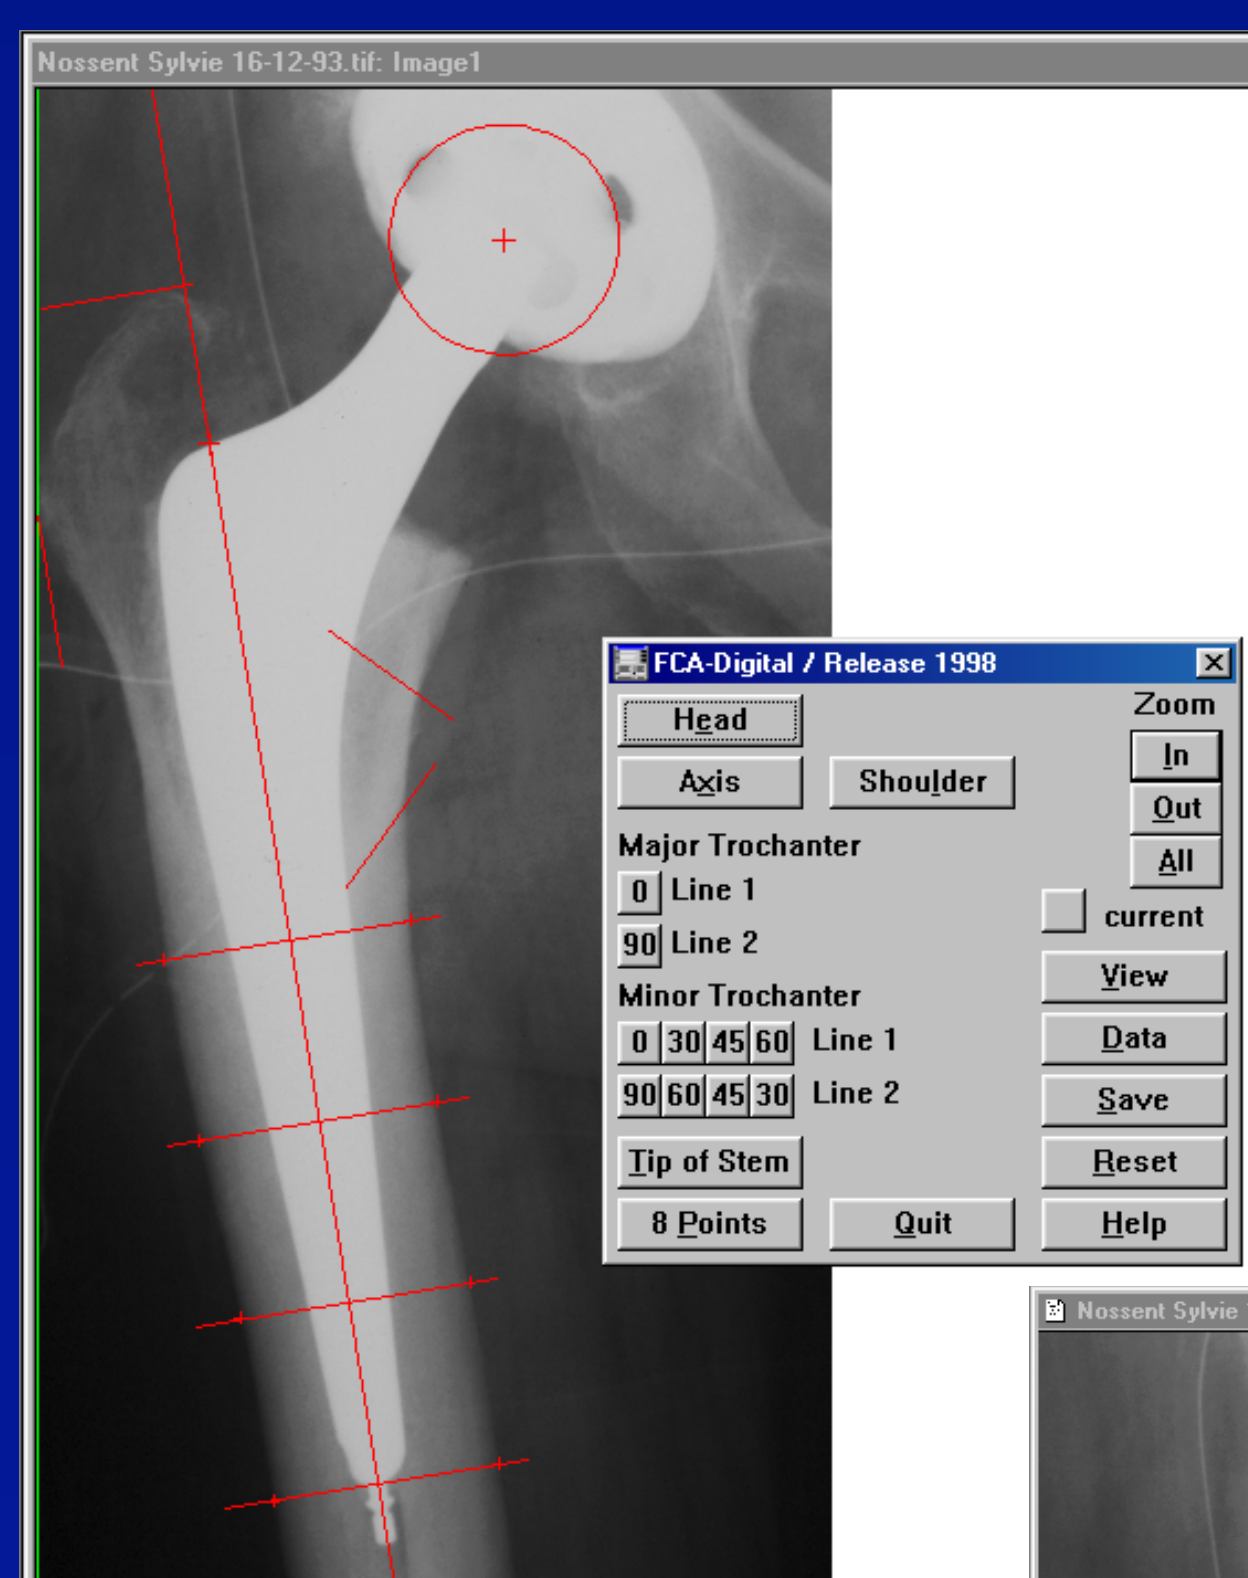 Nossent Sylvie 16-12-93.tif: Image1
FCA-Digital / Release 1998
Head
Zoom
In
Axis
Shoulder
Out
Major Trochanter
All
0 Line 1
current
90 Line 2
View
Minor Trochanter
0 30 45 60 Line 1
Data
90 60 45 30 Line 2
Save
Tip of Stem
Reset
8 Points
Quit
Help
Nossent Sylvie